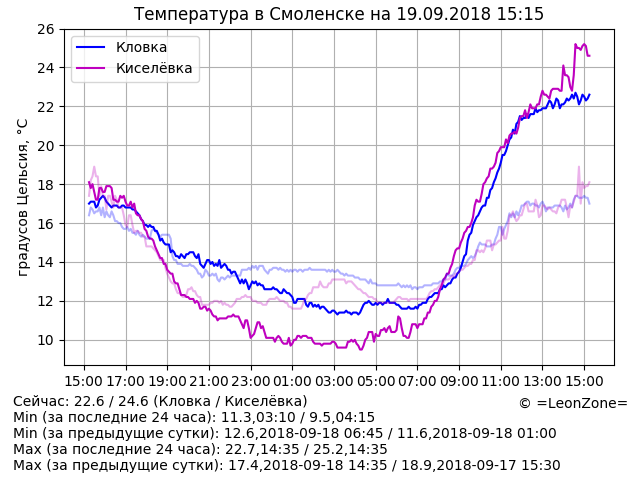 Температура в Смоленске на 19.09.2018 15:15
градусов Цельсия, °C
26
24
22
20
18
16
14
12
10
Кловка
Киселёвка
15:00 17:00 19:00 21:00 23:00 01:00 03:00 05:00 07:00 09:00 11:00 13:00 15:00
Сейчас: 22.6 / 24.6 (Кловка / Киселёвка)
© =LeonZone=
Min (за последние 24 часа): 11.3,03:10 / 9.5,04:15
Min (за предыдущие сутки): 12.6,2018-09-18 06:45 / 11.6,2018-09-18 01:00
Max (за последние 24 часа): 22.7,14:35 / 25.2,14:35
Max (за предыдущие сутки): 17.4,2018-09-18 14:35 / 18.9,2018-09-17 15:30